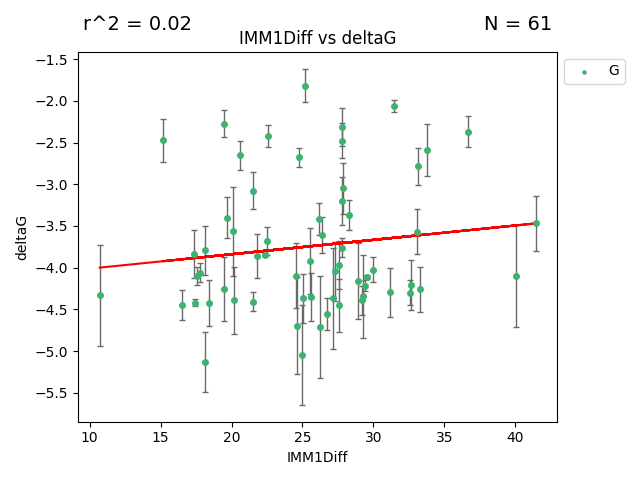 r^2 = 0.02
N = 61
IMM1Diff vs deltaG
G
deltaG
−1.5
−2.0
−2.5
−3.0
−3.5
−4.0
−4.5
−5.0
−5.5
10 15 20 25 30 35 40
IMM1Diff